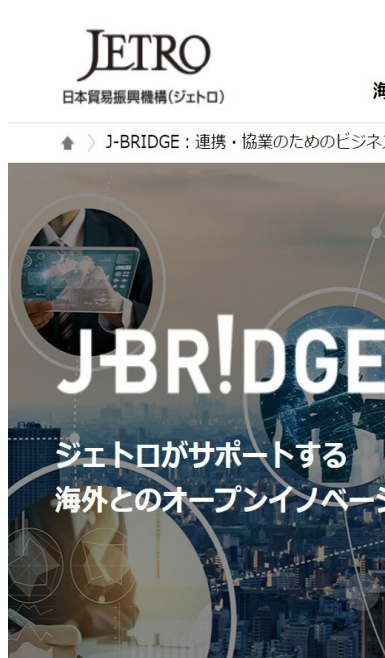 JETRO
日本貿易振興機構(ジェトロ)
海
J-BRIDGE:連携・協業のためのビジネス
J-BR!DGE
ジェトロがサポートする
海外とのオープンイノベーシ